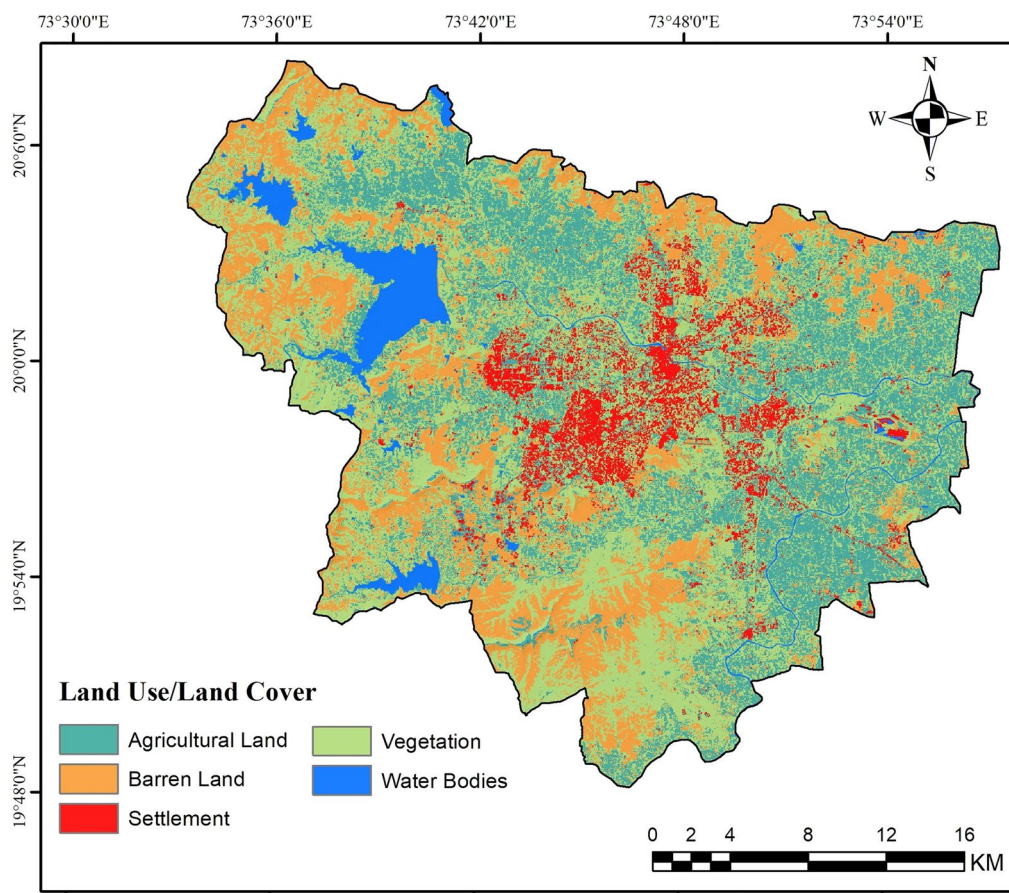 73°30'0"E 73°36'0"E 73°42'0"E 73°48'0"E 73°54'0"E
N
W E
S
20°6'0"N
20°0'0"N
19°54'0"N
19°48'0"N
Land Use/Land Cover
Agricultural Land Vegetation
Barren Land Water Bodies
Settlement
0 2 4 8 12 16
KM